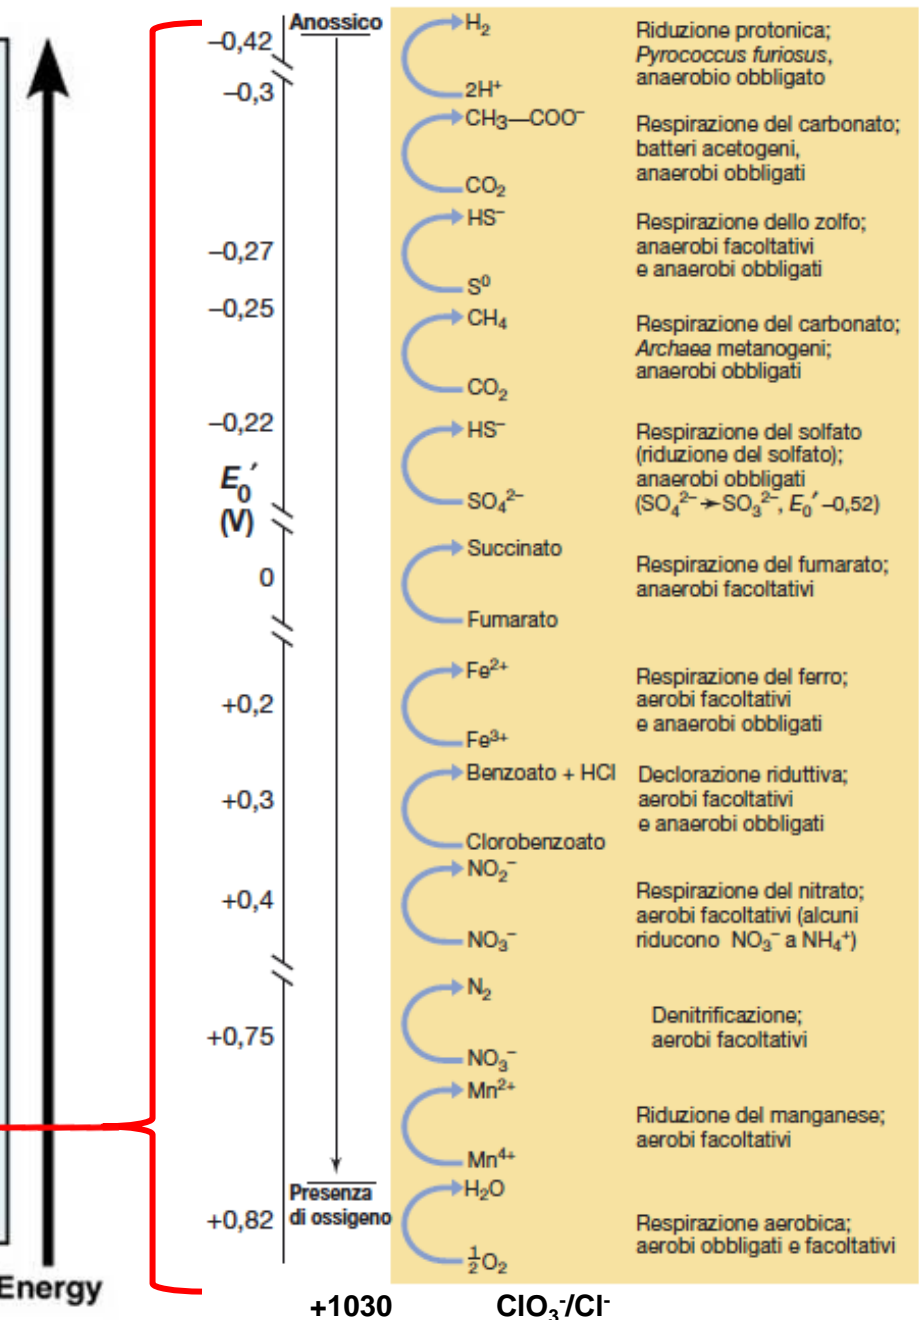 Anossico
−0,42
−0,3
−0,27
−0,25
−0,22
E₀′
(V)
0
+0,2
+0,3
+0,4
+0,75
+0,82
Presenza
di ossigeno
H₂
2H⁺
Riduzione protonica;
Pyrococcus furiosus,
anaerobio obbligato
CH₃—COO⁻
CO₂
Respirazione del carbonato;
batteri acetogeni,
anaerobi obbligati
HS⁻
S⁰
Respirazione dello zolfo;
anaerobi facoltativi
e anaerobi obbligati
CH₄
CO₂
Respirazione del carbonato;
Archaea metanogeni;
anaerobi obbligati
HS⁻
SO₄²⁻
Respirazione del solfato
(riduzione del solfato);
anaerobi obbligati
(SO₄²⁻→SO₃²⁻, E₀′ −0,52)
Succinato
Fumarato
Respirazione del fumarato;
anaerobi facoltativi
Fe²⁺
Fe³⁺
Respirazione del ferro;
aerobi facoltativi
e anaerobi obbligati
Benzoato + HCl
Clorobenzoato
Declorazione riduttiva;
aerobi facoltativi
e anaerobi obbligati
NO₂⁻
NO₃⁻
Respirazione del nitrato;
aerobi facoltativi (alcuni
riducono NO₃⁻ a NH₄⁺)
N₂
NO₃⁻
Denitrificazione;
aerobi facoltativi
Mn²⁺
Mn⁴⁺
Riduzione del manganese;
aerobi facoltativi
H₂O
½O₂
Respirazione aerobica;
aerobi obbligati e facoltativi
Energy
+1030 ClO₃⁻/Cl⁻